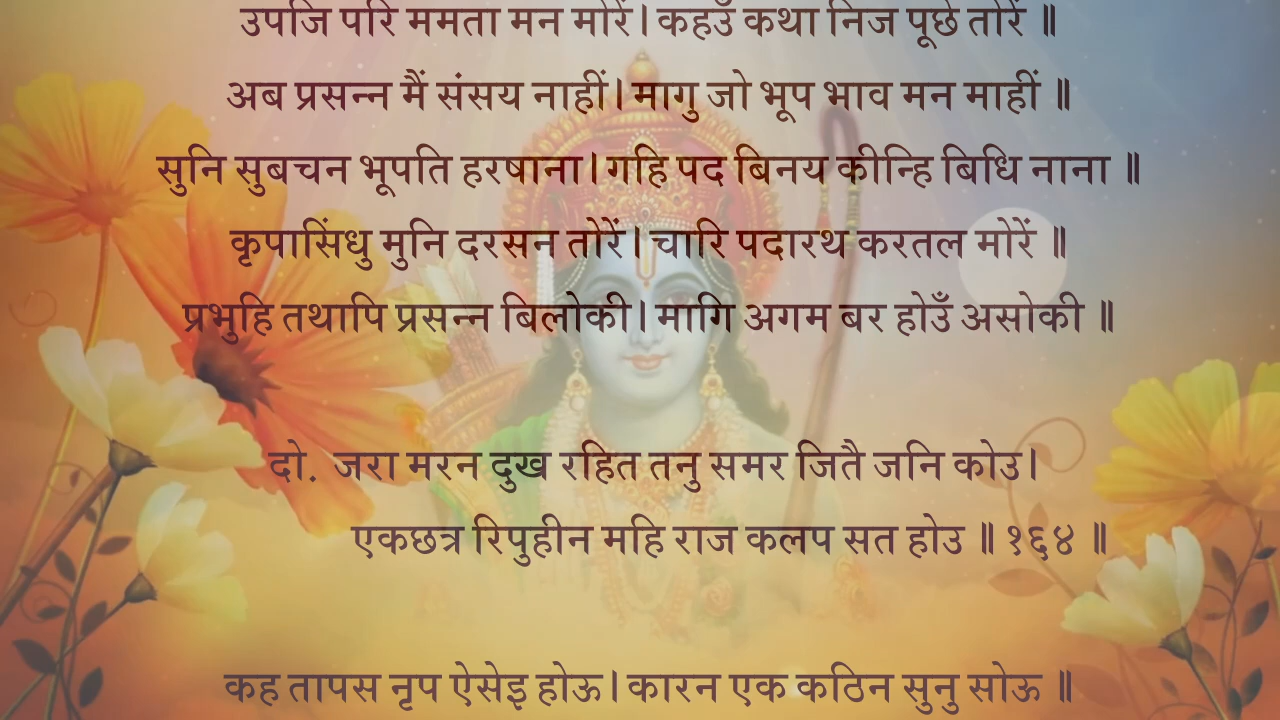 उपजि परि ममता मन मोरें। कहउँ कथा निज पूछे तोरें ॥
अब प्रसन्न मैं संसय नाहीं। मागु जो भूप भाव मन माहीं ॥
सुनि सुबचन भूपति हरषाना। गहि पद बिनय कीन्हि बिधि नाना ॥
कृपासिंधु मुनि दरसन तोरें। चारि पदारथ करतल मोरें ॥
प्रभुहि तथापि प्रसन्न बिलोकी। मागि अगम बर होउँ असोकी ॥
दो. जरा मरन दुख रहित तनु समर जितै जनि कोउ।
एकछत्र रिपुहीन महि राज कलप सत होउ ॥ १६४ ॥
कह तापस नृप ऐसेइ होऊ। कारन एक कठिन सुनु सोऊ ॥